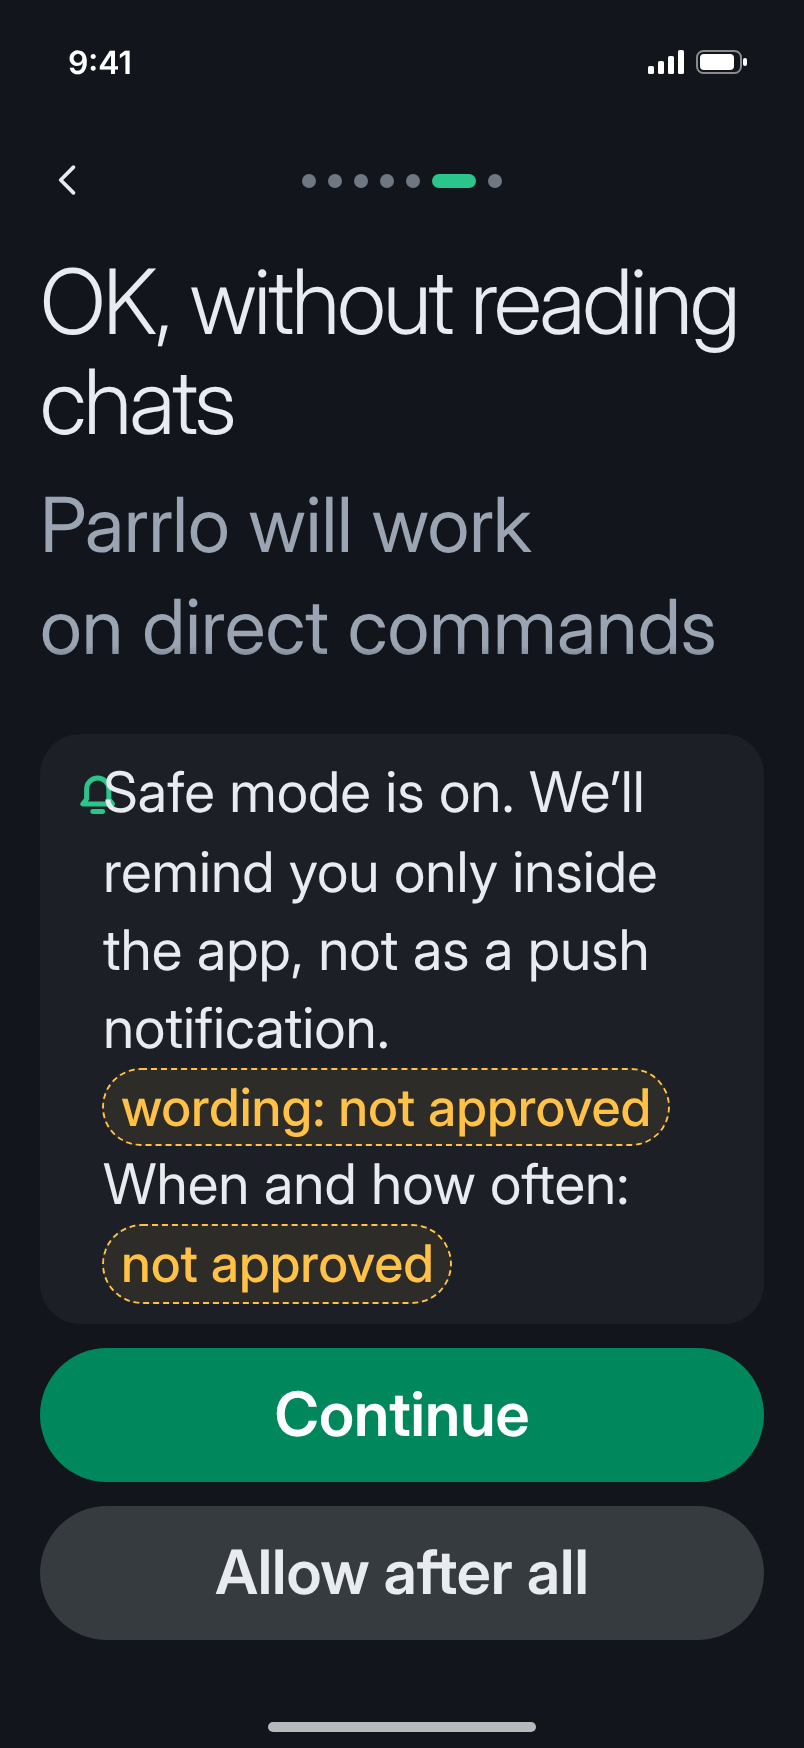 9:41
OK, without reading
chats
Parrlo will work
on direct commands
Safe mode is on. We’ll
remind you only inside
the app, not as a push
notification.
wording: not approved
When and how often:
not approved
Continue
Allow after all